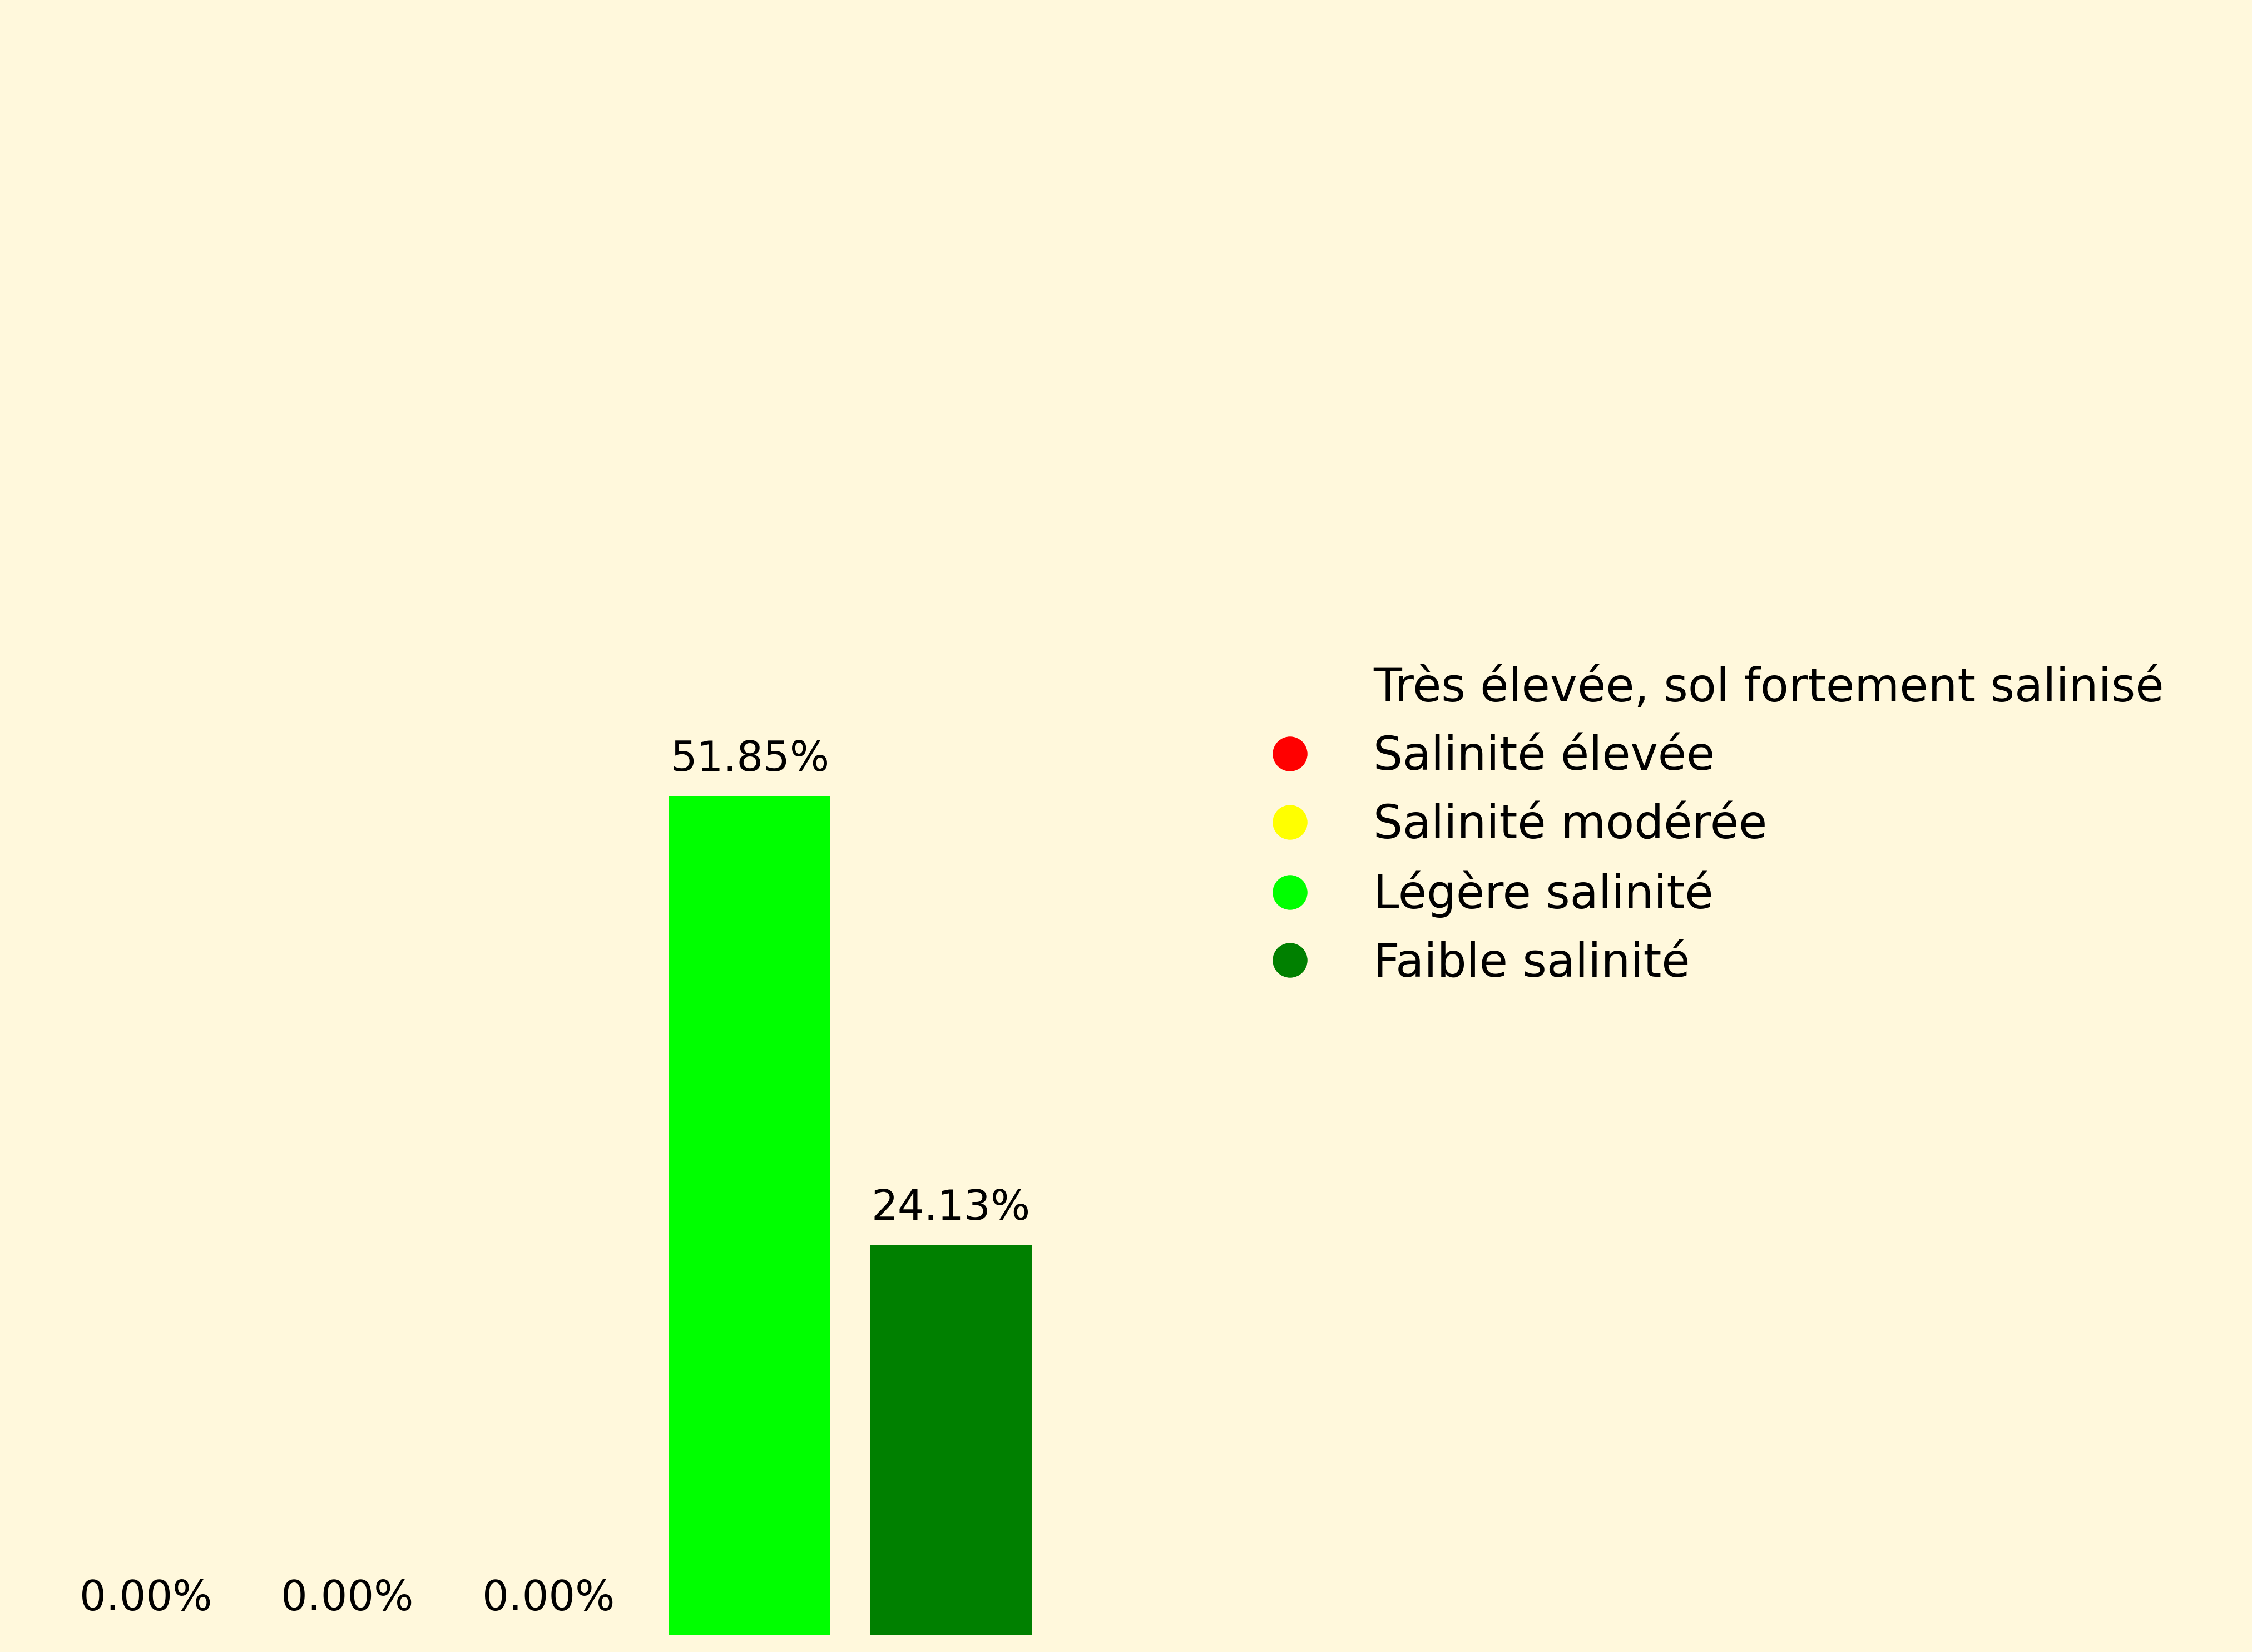 Très élevée, sol fortement salinisé
Salinité élevée
Salinité modérée
Légère salinité
Faible salinité
51.85%
24.13%
0.00%
0.00%
0.00%